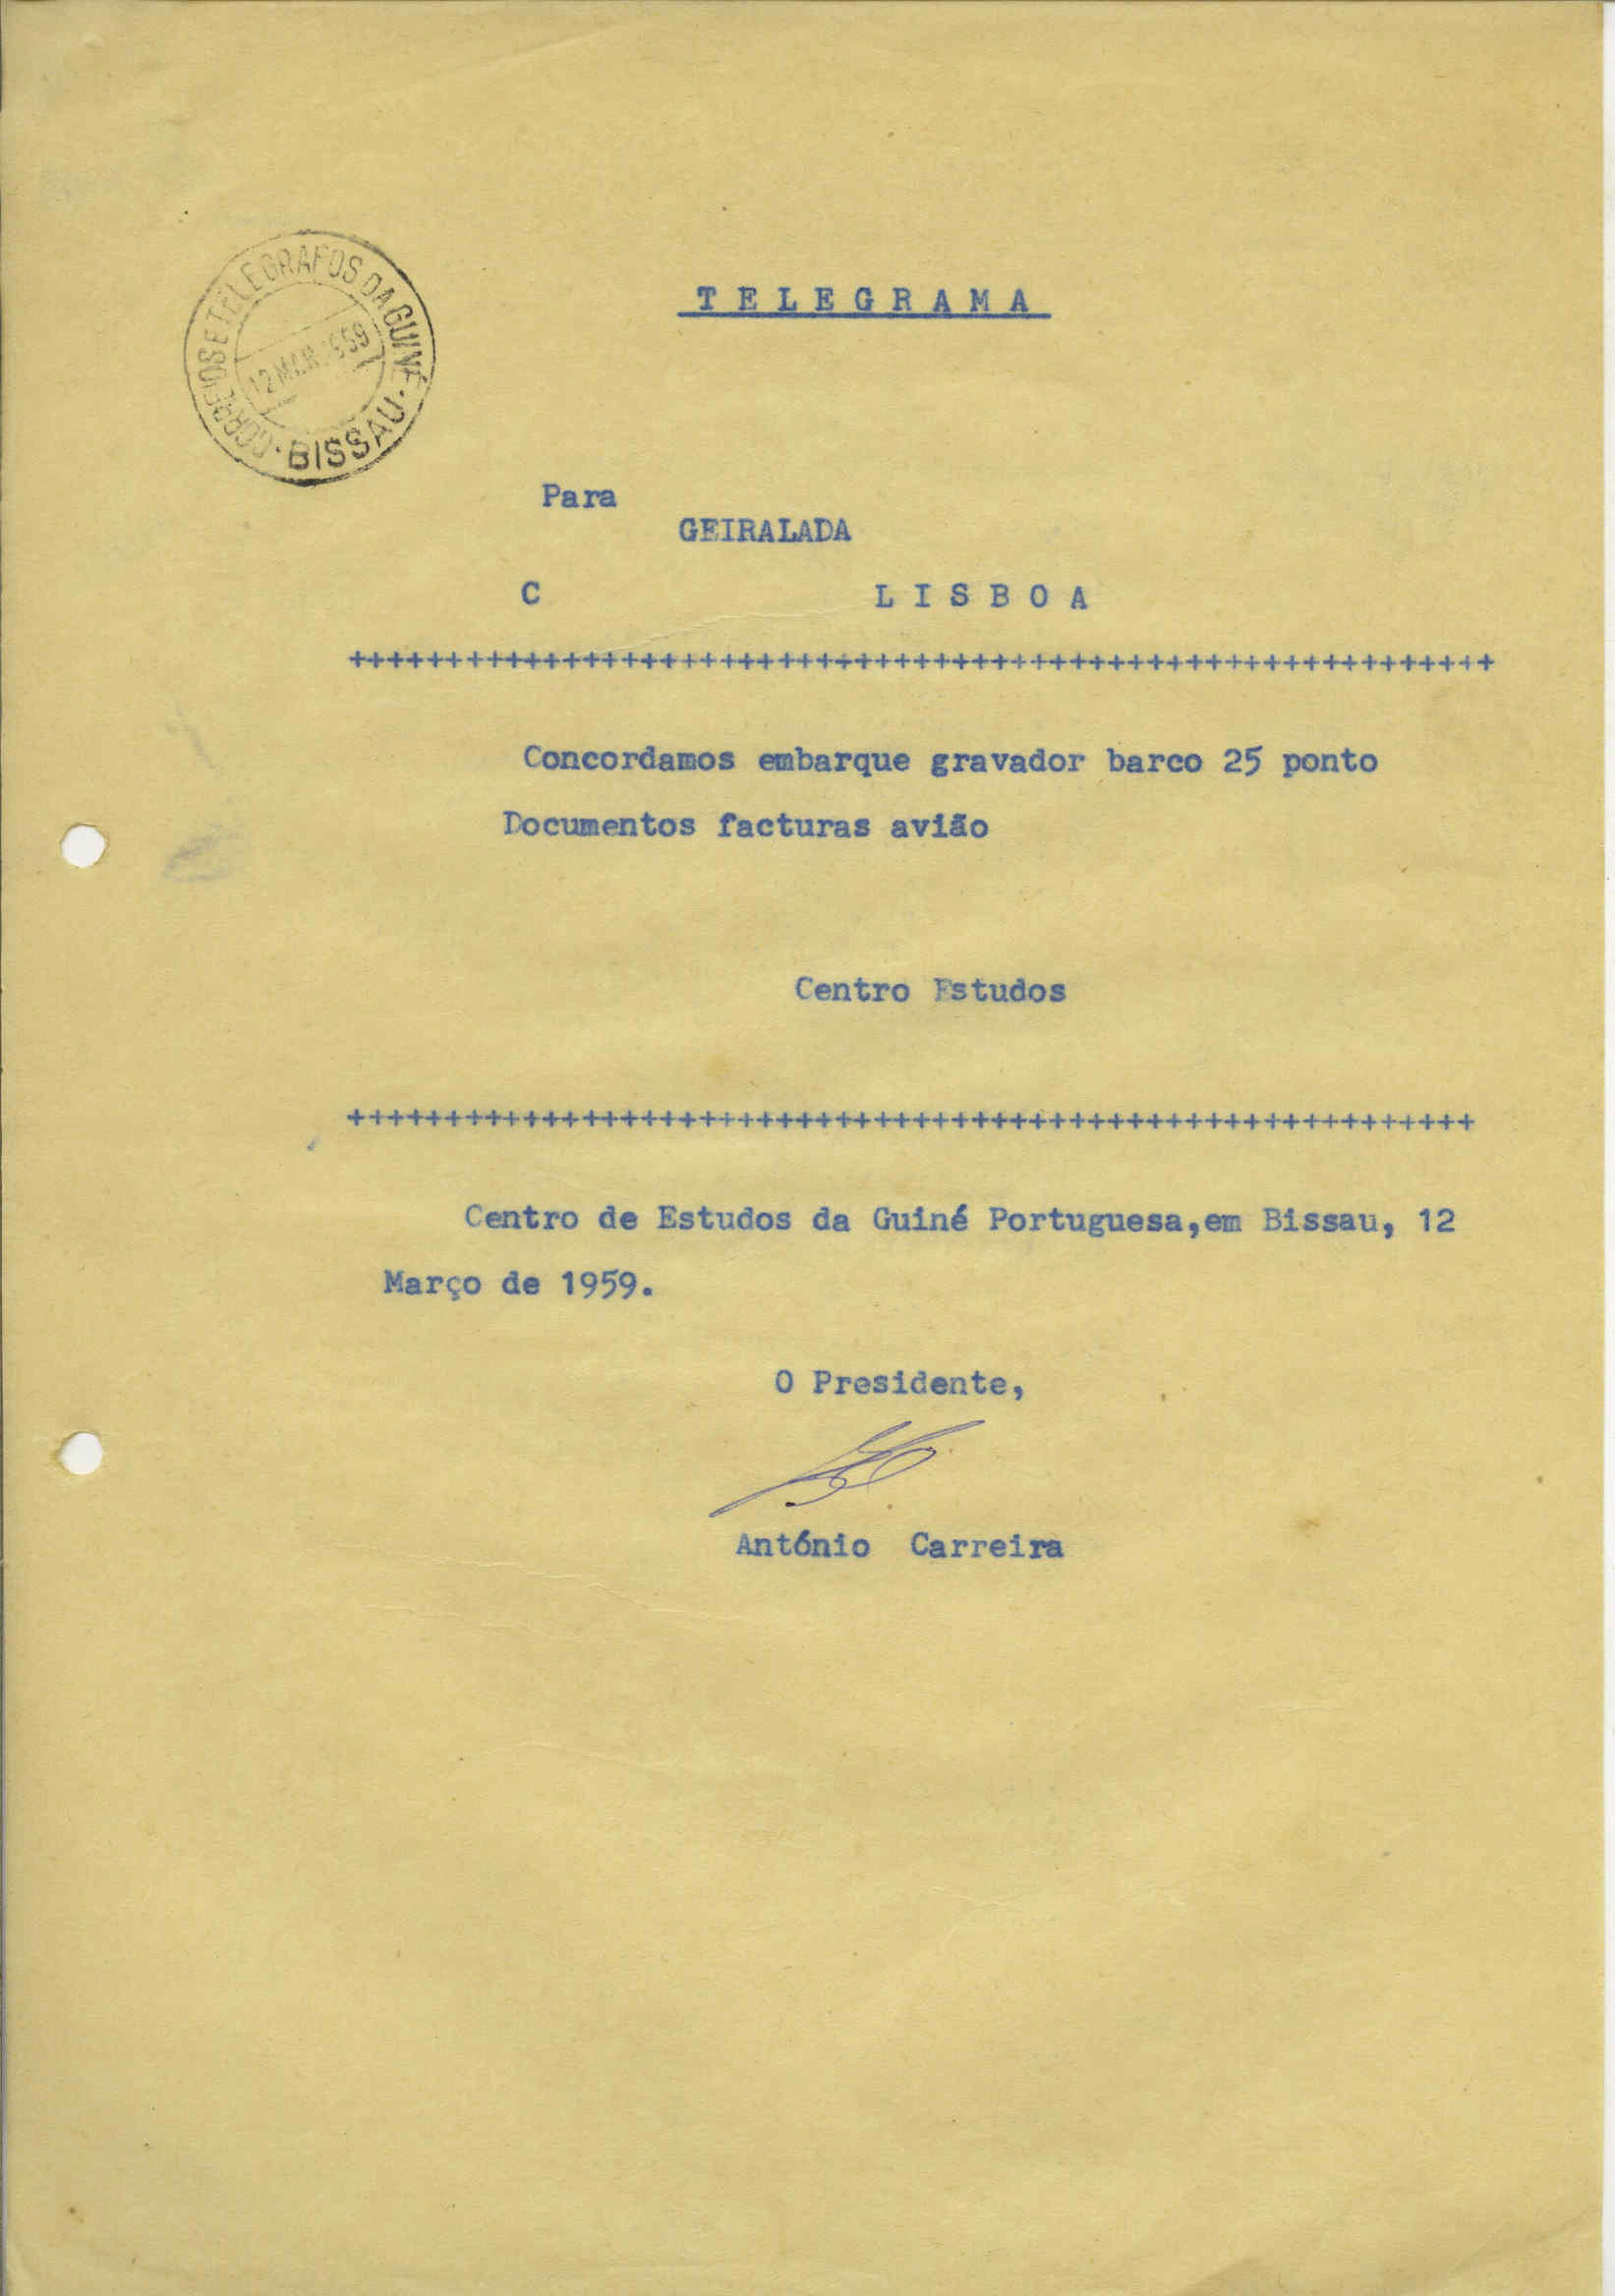 CORREIOS E TELEGRAFOS DA GUINÉ
12 MAR. 1959
· BISSAU ·
T E L E G R A M A
Para
GEIRALADA
C L I S B O A
+++++++++++++++++++++++++++++++++++++++++++++++++++++++++++
Concordamos embarque gravador barco 25 ponto
Documentos facturas avião
Centro Estudos
++++++++++++++++++++++++++++++++++++++++++++++++++++++++++
Centro de Estudos da Guiné Portuguesa,em Bissau, 12
Março de 1959.
O Presidente,
António Carreira